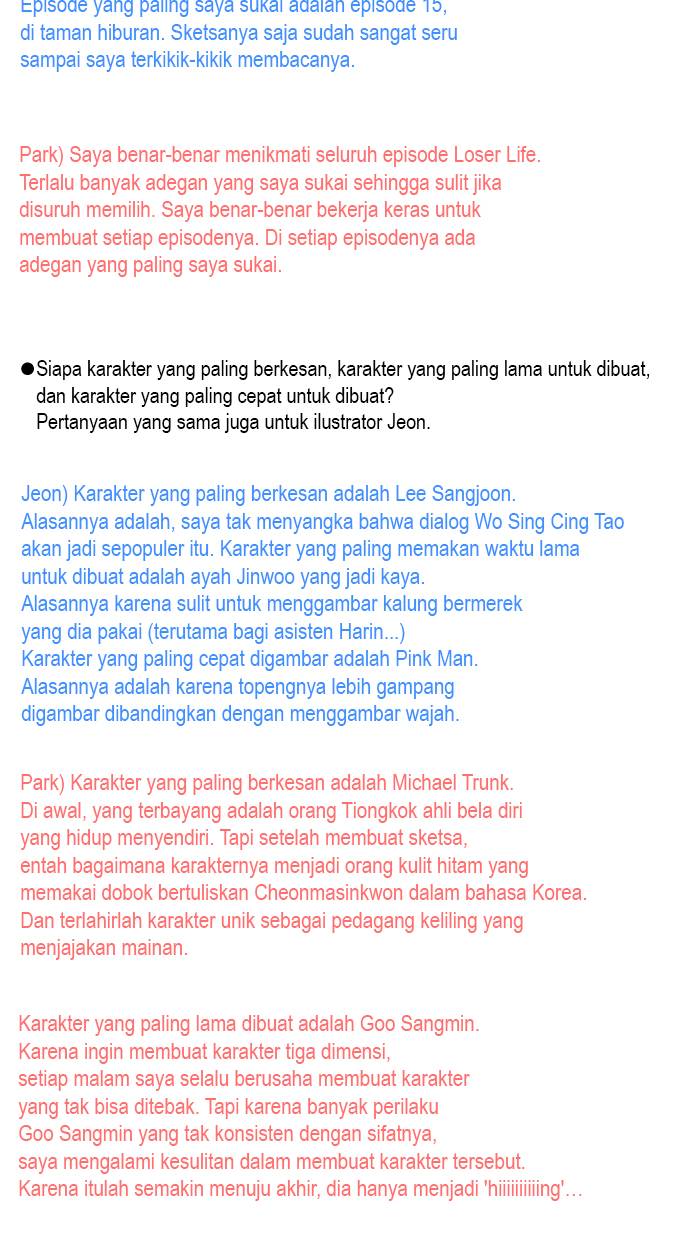 Episode yang paling saya sukai adalah episode 15,
di taman hiburan. Sketsanya saja sudah sangat seru
sampai saya terkikik-kikik membacanya.
Park) Saya benar-benar menikmati seluruh episode Loser Life.
Terlalu banyak adegan yang saya sukai sehingga sulit jika
disuruh memilih. Saya benar-benar bekerja keras untuk
membuat setiap episodenya. Di setiap episodenya ada
adegan yang paling saya sukai.
●Siapa karakter yang paling berkesan, karakter yang paling lama untuk dibuat,
dan karakter yang paling cepat untuk dibuat?
Pertanyaan yang sama juga untuk ilustrator Jeon.
Jeon) Karakter yang paling berkesan adalah Lee Sangjoon.
Alasannya adalah, saya tak menyangka bahwa dialog Wo Sing Cing Tao
akan jadi sepopuler itu. Karakter yang paling memakan waktu lama
untuk dibuat adalah ayah Jinwoo yang jadi kaya.
Alasannya karena sulit untuk menggambar kalung bermerek
yang dia pakai (terutama bagi asisten Harin...)
Karakter yang paling cepat digambar adalah Pink Man.
Alasannya adalah karena topengnya lebih gampang
digambar dibandingkan dengan menggambar wajah.
Park) Karakter yang paling berkesan adalah Michael Trunk.
Di awal, yang terbayang adalah orang Tiongkok ahli bela diri
yang hidup menyendiri. Tapi setelah membuat sketsa,
entah bagaimana karakternya menjadi orang kulit hitam yang
memakai dobok bertuliskan Cheonmasinkwon dalam bahasa Korea.
Dan terlahirlah karakter unik sebagai pedagang keliling yang
menjajakan mainan.
Karakter yang paling lama dibuat adalah Goo Sangmin.
Karena ingin membuat karakter tiga dimensi,
setiap malam saya selalu berusaha membuat karakter
yang tak bisa ditebak. Tapi karena banyak perilaku
Goo Sangmin yang tak konsisten dengan sifatnya,
saya mengalami kesulitan dalam membuat karakter tersebut.
Karena itulah semakin menuju akhir, dia hanya menjadi 'hiiiiiiiiiing'...